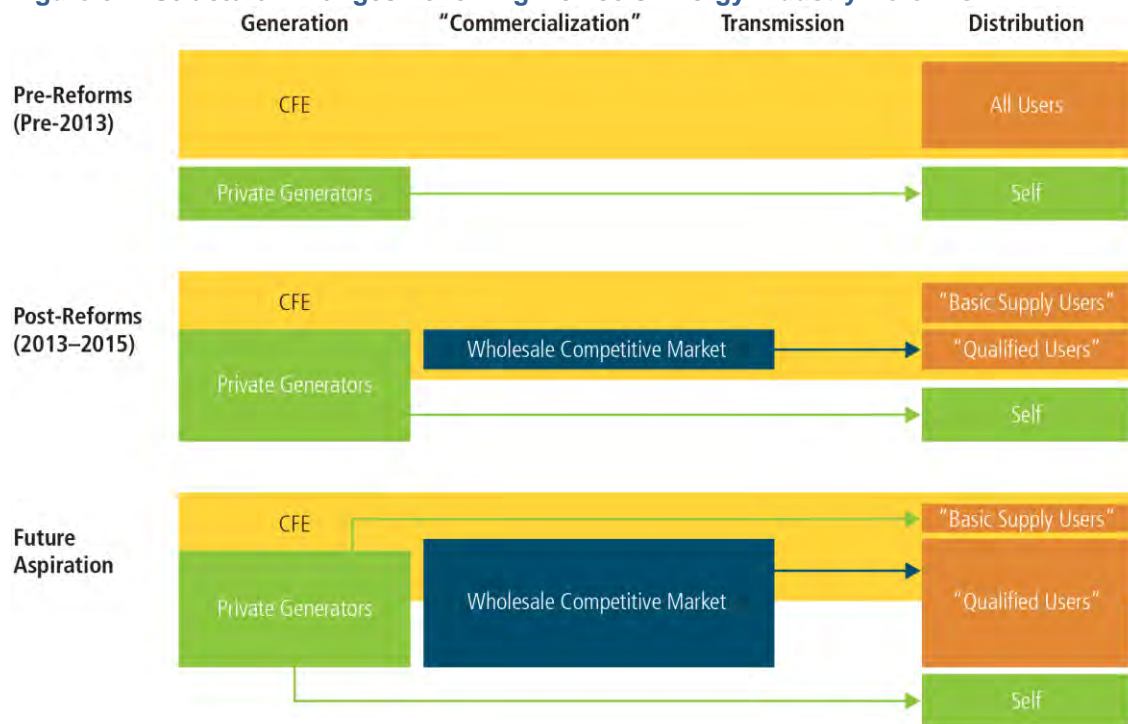 Generation "Commercialization" Transmission Distribution
Pre-Reforms
(Pre-2013)
CFE
All Users
Private Generators
Self
Post-Reforms
(2013–2015)
CFE
"Basic Supply Users"
Wholesale Competitive Market
"Qualified Users"
Private Generators
Self
Future
Aspiration
CFE
"Basic Supply Users"
Private Generators
Wholesale Competitive Market
"Qualified Users"
Self